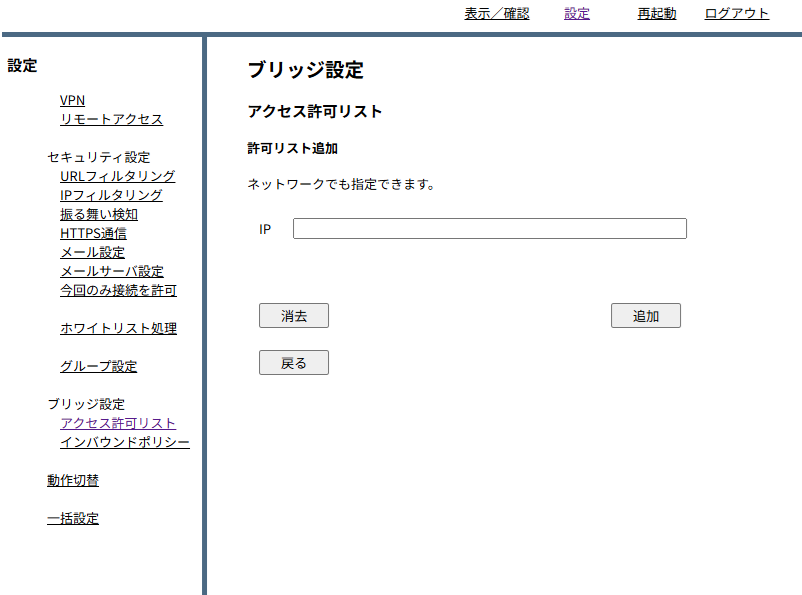 表示／確認 設定 再起動 ログアウト
設定
VPN
リモートアクセス
セキュリティ設定
URLフィルタリング
IPフィルタリング
振る舞い検知
HTTPS通信
メール設定
メールサーバ設定
今回のみ接続を許可
ホワイトリスト処理
グループ設定
ブリッジ設定
アクセス許可リスト
インバウンドポリシー
動作切替
一括設定
ブリッジ設定
アクセス許可リスト
許可リスト追加
ネットワークでも指定できます。
IP
消去 追加
戻る